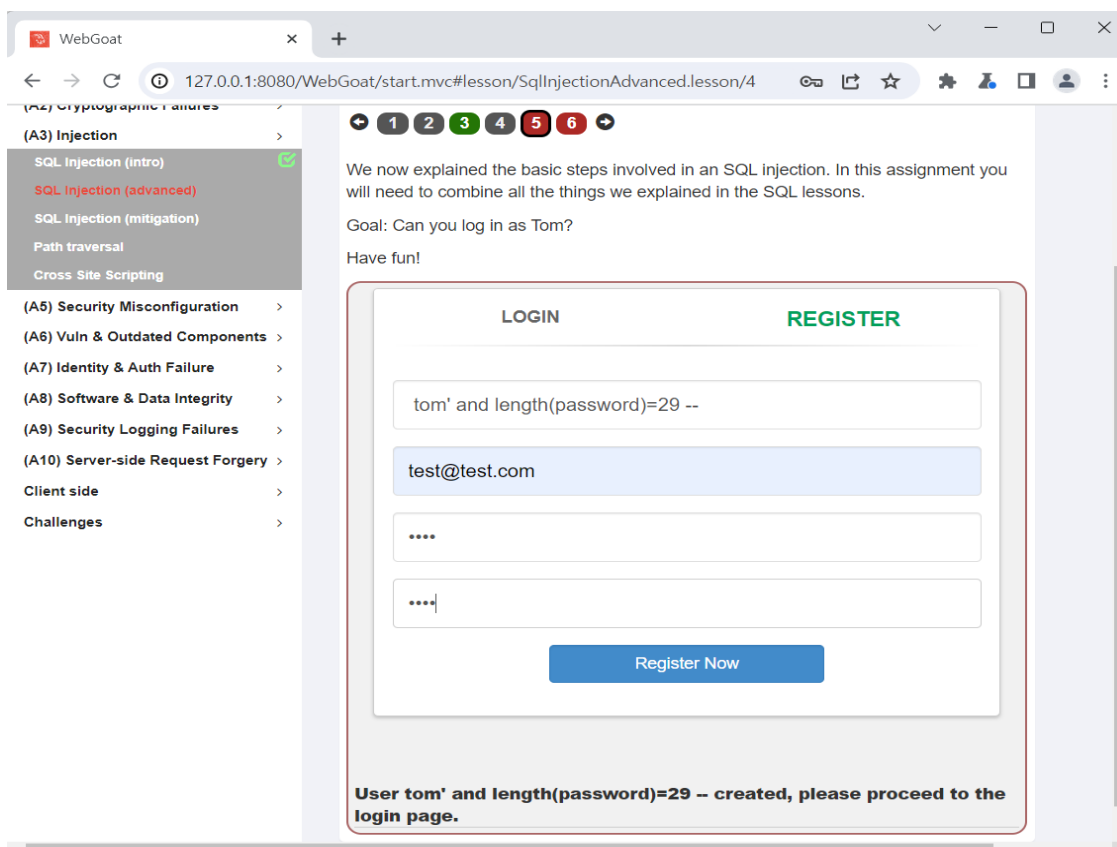 WebGoat
127.0.0.1:8080/WebGoat/start.mvc#lesson/SqlInjectionAdvanced.lesson/4
(A2) Cryptographic Failures
(A3) Injection
SQL Injection (intro)
SQL Injection (advanced)
SQL Injection (mitigation)
Path traversal
Cross Site Scripting
(A5) Security Misconfiguration
(A6) Vuln & Outdated Components
(A7) Identity & Auth Failure
(A8) Software & Data Integrity
(A9) Security Logging Failures
(A10) Server-side Request Forgery
Client side
Challenges
1 2 3 4 5 6
We now explained the basic steps involved in an SQL injection. In this assignment you
will need to combine all the things we explained in the SQL lessons.
Goal: Can you log in as Tom?
Have fun!
LOGIN REGISTER
tom' and length(password)=29 --
test@test.com
••••
••••
Register Now
User tom' and length(password)=29 -- created, please proceed to the
login page.